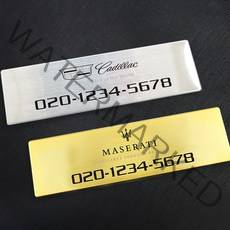 Cadillac
020-1234-5678
MASERATI
020-1234-5678
WATERMARKED